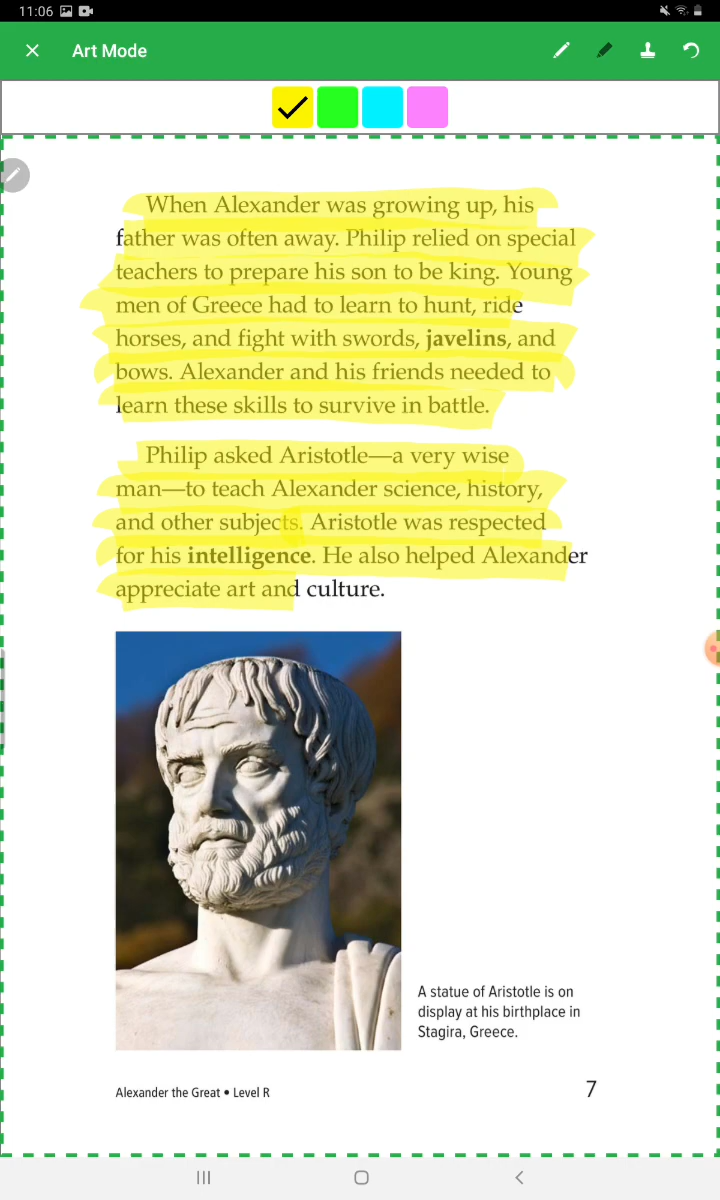 11:06
Art Mode
When Alexander was growing up, his
father was often away. Philip relied on special
teachers to prepare his son to be king. Young
men of Greece had to learn to hunt, ride
horses, and fight with swords, javelins, and
bows. Alexander and his friends needed to
learn these skills to survive in battle.
Philip asked Aristotle—a very wise
man—to teach Alexander science, history,
and other subjects. Aristotle was respected
for his intelligence. He also helped Alexander
appreciate art and culture.
A statue of Aristotle is on
display at his birthplace in
Stagira, Greece.
Alexander the Great • Level R
7